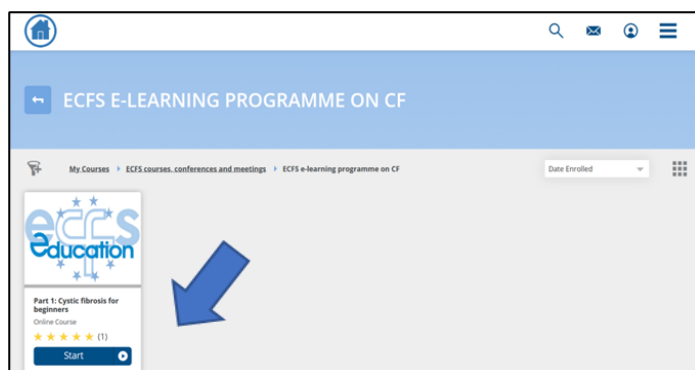 ECFS E-LEARNING PROGRAMME ON CF
My Courses > ECFS courses, conferences and meetings > ECFS e-learning programme on CF
Date Enrolled
ecfs
education
Part 1: Cystic fibrosis for
beginners
Online Course
(1)
Start